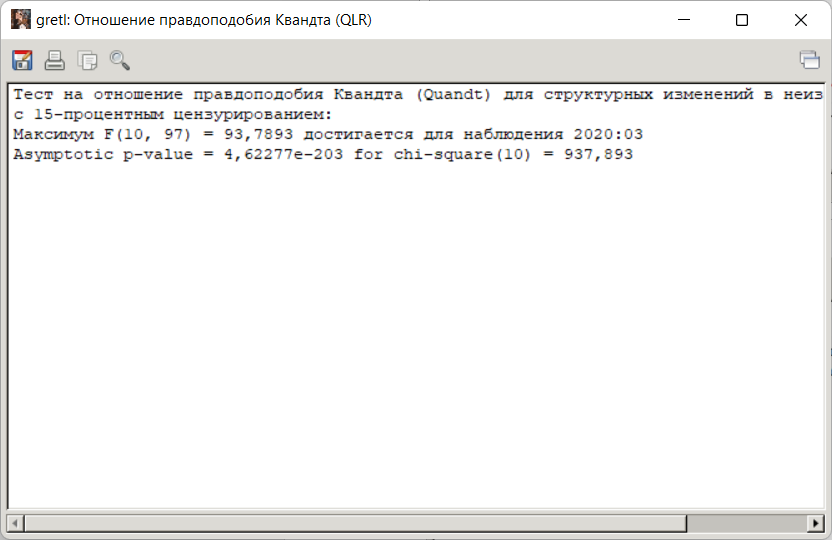 gretl: Отношение правдоподобия Квандта (QLR)
Тест на отношение правдоподобия Квандта (Quandt) для структурных изменений в неиз
с 15-процентным цензурированием:
Максимум F(10, 97) = 93,7893 достигается для наблюдения 2020:03
Asymptotic p-value = 4,62277e-203 for chi-square(10) = 937,893